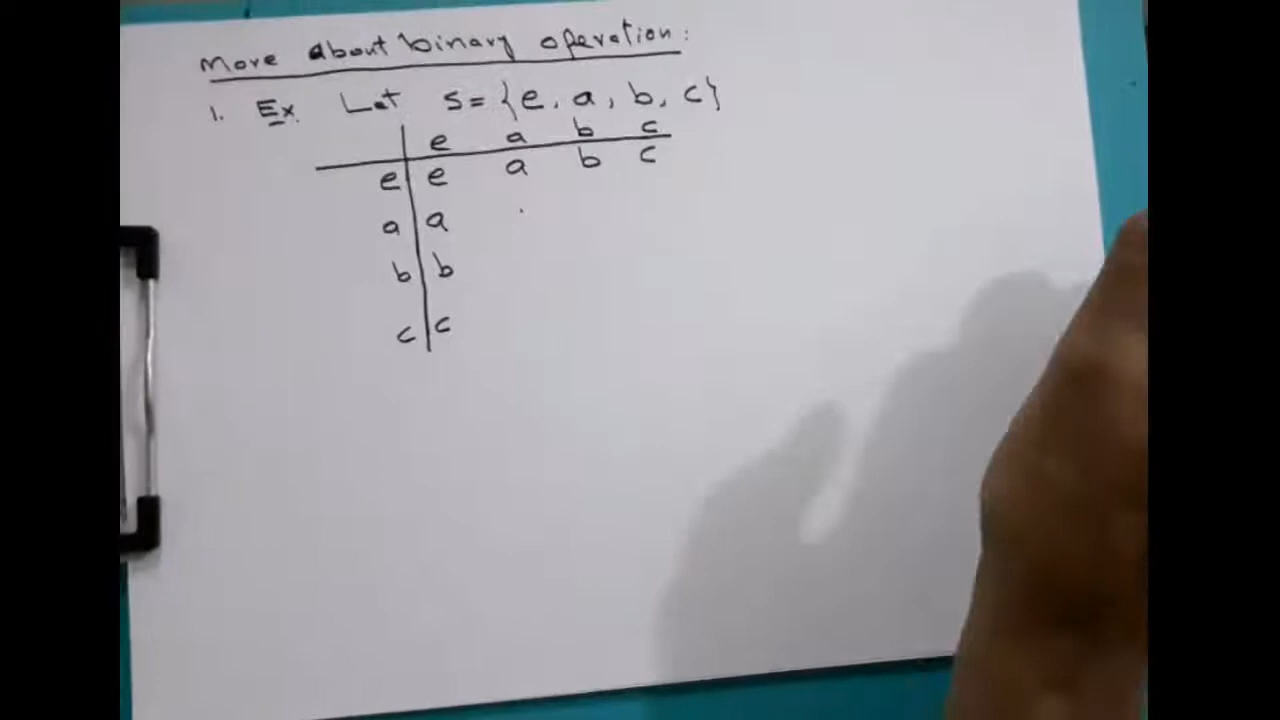 More about binary operation:
1. Ex. Let S = {e, a, b, c}
e a b c
e e a b c
a a
b b
c c